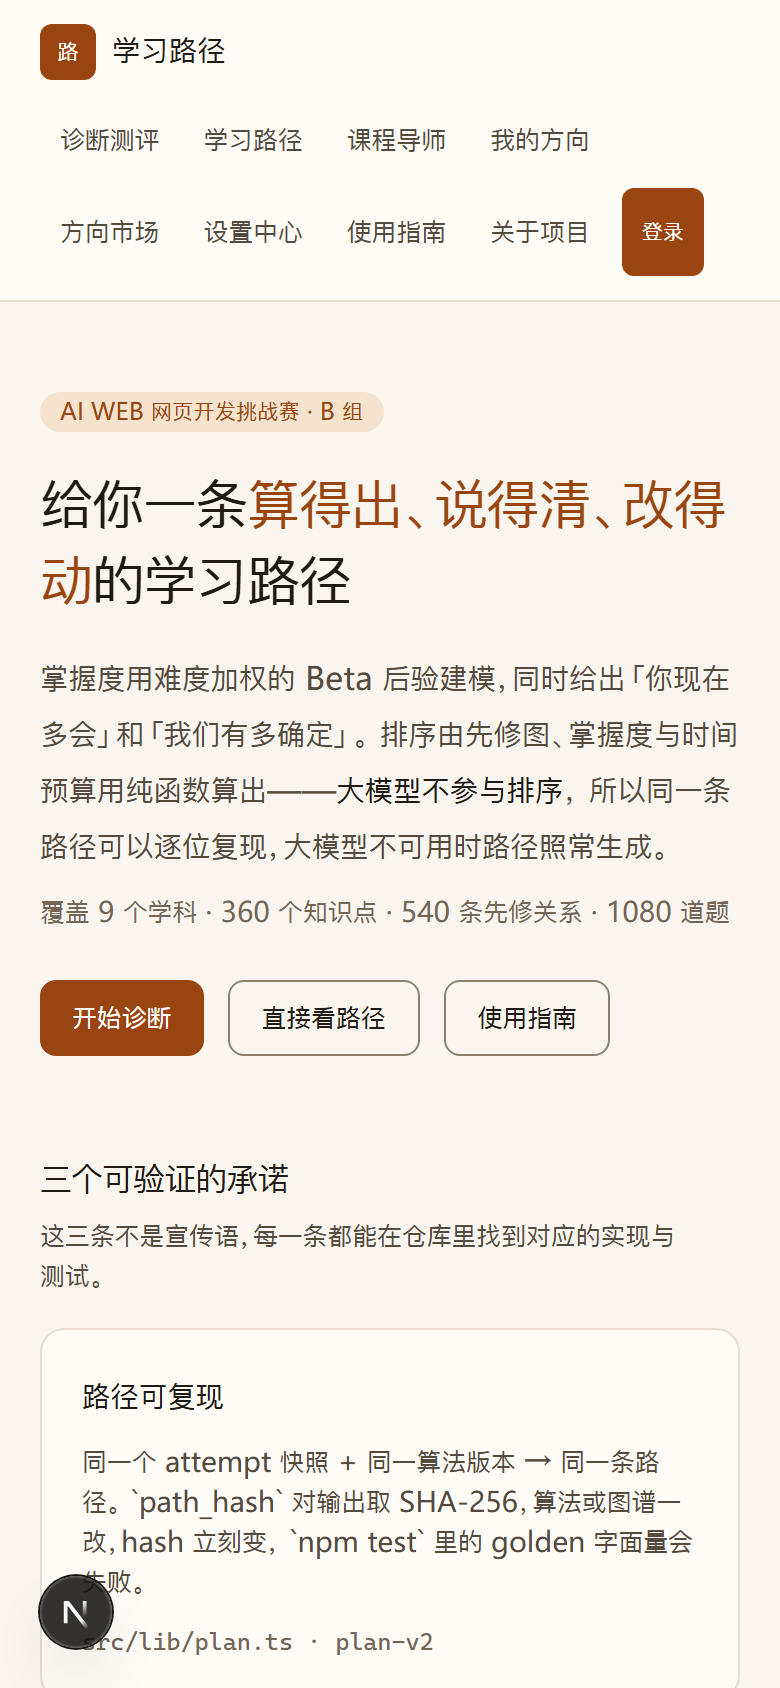 路 学习路径
诊断测评 学习路径 课程导师 我的方向
方向市场 设置中心 使用指南 关于项目 登录
AI WEB 网页开发挑战赛 · B 组
给你一条算得出、说得清、改得
动的学习路径
掌握度用难度加权的 Beta 后验建模，同时给出「你现在
多会」和「我们有多确定」。排序由先修图、掌握度与时间
预算用纯函数算出——大模型不参与排序，所以同一条
路径可以逐位复现，大模型不可用时路径照常生成。
覆盖 9 个学科 · 360 个知识点 · 540 条先修关系 · 1080 道题
开始诊断 直接看路径 使用指南
三个可验证的承诺
这三条不是宣传语，每一条都能在仓库里找到对应的实现与
测试。
路径可复现
同一个 attempt 快照 + 同一算法版本 → 同一条路
径。`path_hash` 对输出取 SHA-256，算法或图谱一
改，hash 立刻变，`npm test` 里的 golden 字面量会
失败。
src/lib/plan.ts · plan-v2